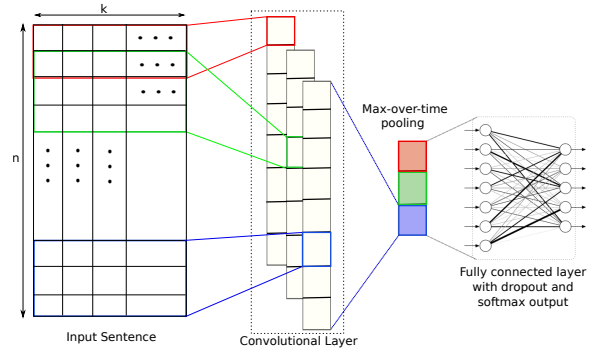 k
n
Max-over-time
pooling
Fully connected layer
with dropout and
softmax output
Input Sentence
Convolutional Layer